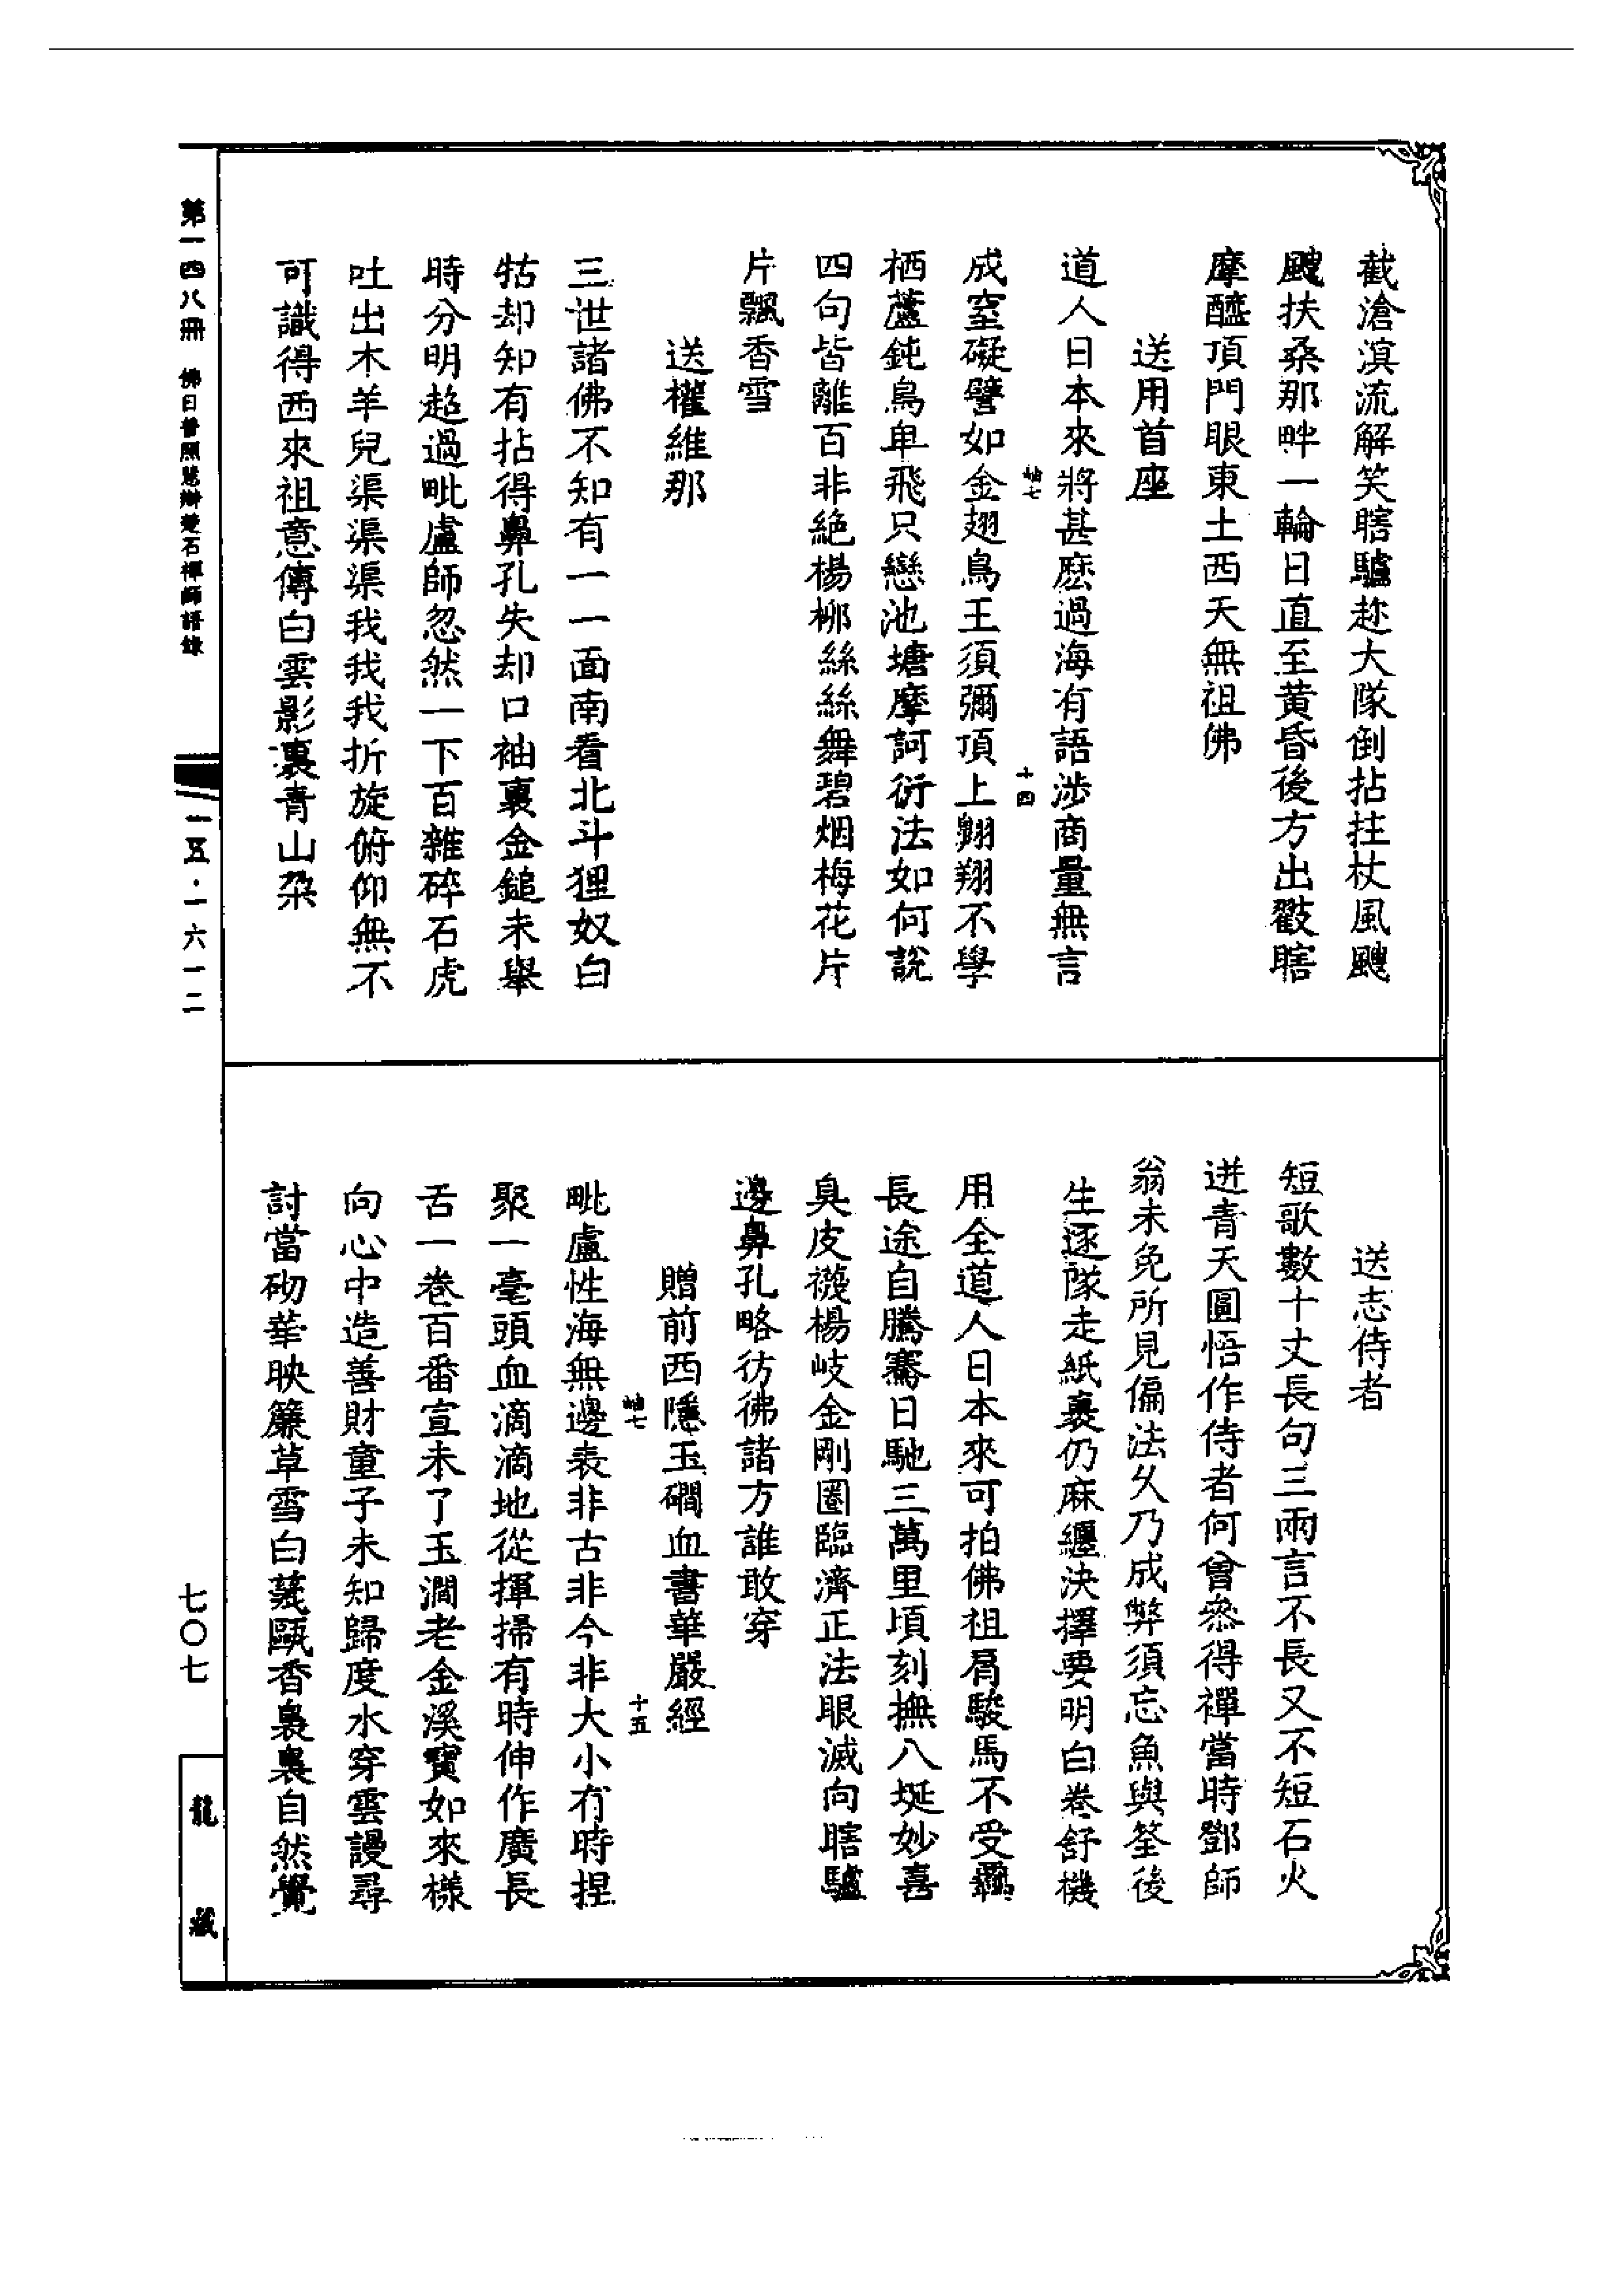 截滄溟流解笑瞎驢趂大隊倒拈拄杖風颼
颼扶桑那畔一輪日直至黄昏後方出㲉瞎
摩醯頂門眼東土西天無祖佛
送用首座
道人日本來將甚麽過海有語涉商量無言
岫七
十四
成窒礙譬如金翅鳥王須彌頂上翺翔不學
栖蘆鈍鳥卑飛只戀池塘摩訶衍法如何說
四句皆離百非絶楊柳絲絲舞碧烟梅花片
片飄香雪
送權維那
三世諸佛不知有一一面南看北斗狸奴白
牯却知有拈得鼻孔失却口袖裏金鎚未舉
時分明趂過毗盧師忽然一下百雜碎石虎
吐出木羊兒渠渠渠我我我折旋俯仰無不
可識得西來祖意傳白雲影裏青山朶
送志侍者
短歌數十丈長句三兩言不長又不短石火
迸青天圓悟作侍者何曾叅得禪當時鄧師
翁未免所見偏法久乃成弊須忘魚與筌後
生逐隊走紙裹仍麻纏決擇要明白卷舒機
用全道人日本來可拍佛祖肩駿馬不受羈
長途自騰騫日馳三萬里頃刻撫八埏妙喜
臭皮襪楊岐金剛圈臨濟正法眼滅向瞎驢
邊鼻孔略彷彿諸方誰敢穿
贈前西隱玉磵血書華嚴經
岫七
十五
毗盧性海無邊表非古非今非大小有時捏
聚一毫頭血滴滴地從揮掃有時伸作廣長
舌一卷百番宣未了玉澗老金溪寶如來樣
向心中造善財童子未知歸度水穿雲謾尋
討當砌華映簾草雪白甆甌香裊裊自然覺
第一四八冊 佛日普照慧辯楚石禪師語錄
一五·一六一二
七〇七
龍藏